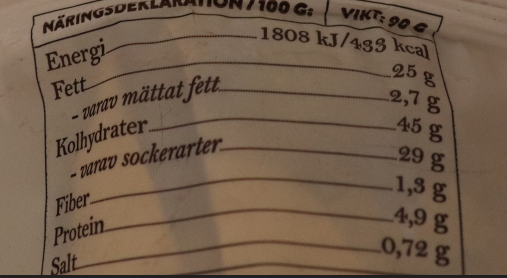 NÄRINGSDEKLARATION / 100 G: VIKT: 90 G
Energi 1808 kJ/433 kcal
Fett 25 g
- varav mättat fett 2,7 g
Kolhydrater 45 g
- varav sockerarter 29 g
Fiber 1,3 g
Protein 4,9 g
Salt 0,72 g